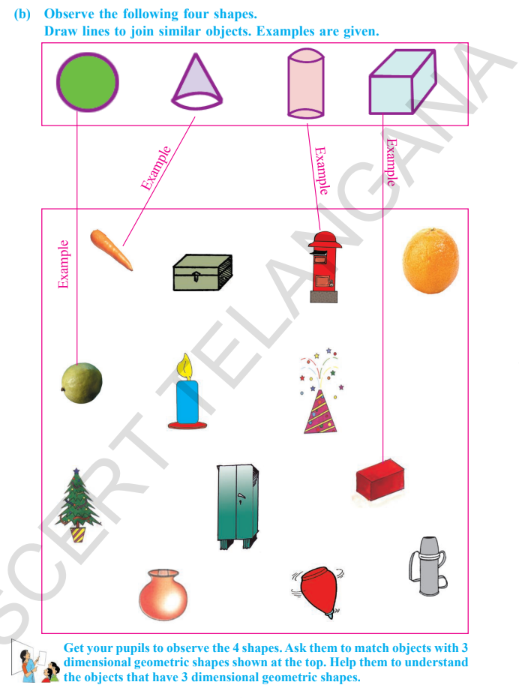 (b) Observe the following four shapes.
Draw lines to join similar objects. Examples are given.
Example
Example
Example
Example
SCERT TELANGANA
Get your pupils to observe the 4 shapes. Ask them to match objects with 3
dimensional geometric shapes shown at the top. Help them to understand
the objects that have 3 dimensional geometric shapes.